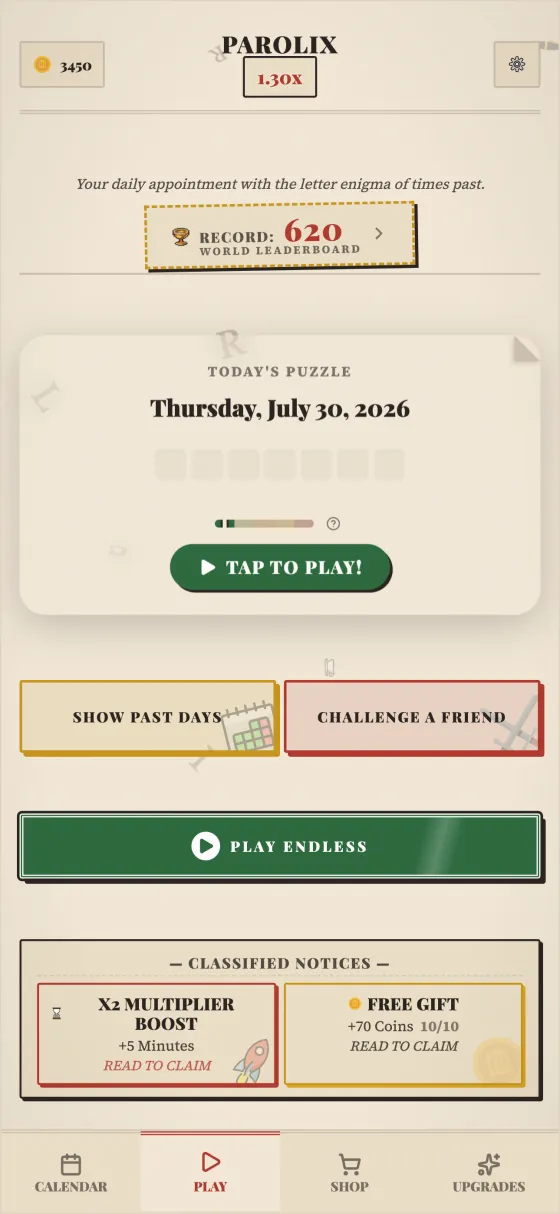 PAROLIX
3450
1.30x
Your daily appointment with the letter enigma of times past.
RECORD: 620
WORLD LEADERBOARD
R
L
TODAY'S PUZZLE
Thursday, July 30, 2026
TAP TO PLAY!
SHOW PAST DAYS
CHALLENGE A FRIEND
PLAY ENDLESS
— CLASSIFIED NOTICES —
X2 MULTIPLIER
BOOST
+5 Minutes
READ TO CLAIM
FREE GIFT
+70 Coins 10/10
READ TO CLAIM
CALENDAR
PLAY
SHOP
UPGRADES